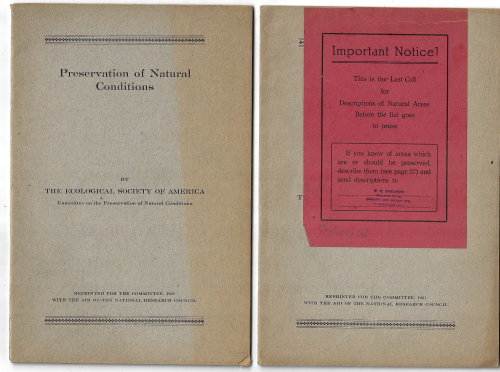 Preservation of Natural
Conditions
BY
THE ECOLOGICAL SOCIETY OF AMERICA
Committee on the Preservation of Natural Conditions
REPRINTED FOR THE COMMITTEE, 1921
WITH THE AID OF THE NATIONAL RESEARCH COUNCIL
Important Notice!
This is the Last Call
for
Descriptions of Natural Areas
Before the list goes
to press
If you know of areas which
are or should be preserved,
describe them (see page 27) and
send descriptions to
T
Ecological
REPRINTED FOR THE COMMITTEE, 1921
WITH THE AID OF THE NATIONAL RESEARCH COUNCIL